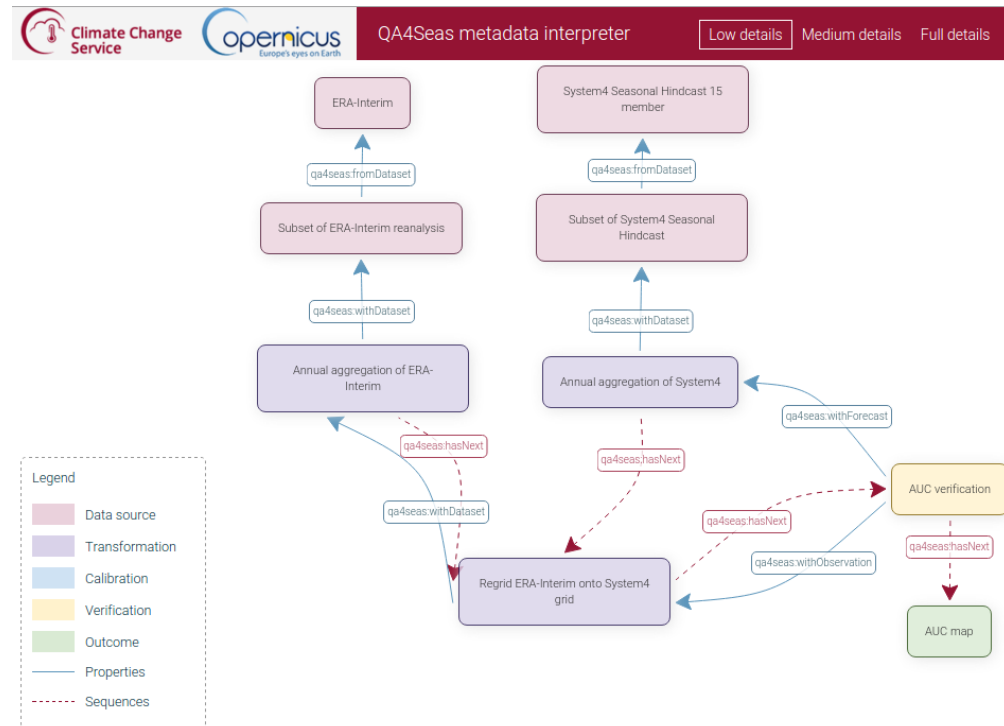 Climate Change
Service
opernicus
Europe's eyes on Earth
QA4Seas metadata interpreter
Low details
Medium details
Full details
ERA-Interim
System4 Seasonal Hindcast 15
member
qa4seas:fromDataset
qa4seas:fromDataset
Subset of ERA-Interim reanalysis
Subset of System4 Seasonal
Hindcast
qa4seas:withDataset
qa4seas:withDataset
Annual aggregation of ERA-
Interim
Annual aggregation of System4
qa4seas:withForecast
qa4seas:hasNext
qa4seas:hasNext
AUC verification
qa4seas:withDataset
qa4seas:hasNext
qa4seas:hasNext
qa4seas:withObservation
Regrid ERA-Interim onto System4
grid
AUC map
Legend
Data source
Transformation
Calibration
Verification
Outcome
Properties
Sequences